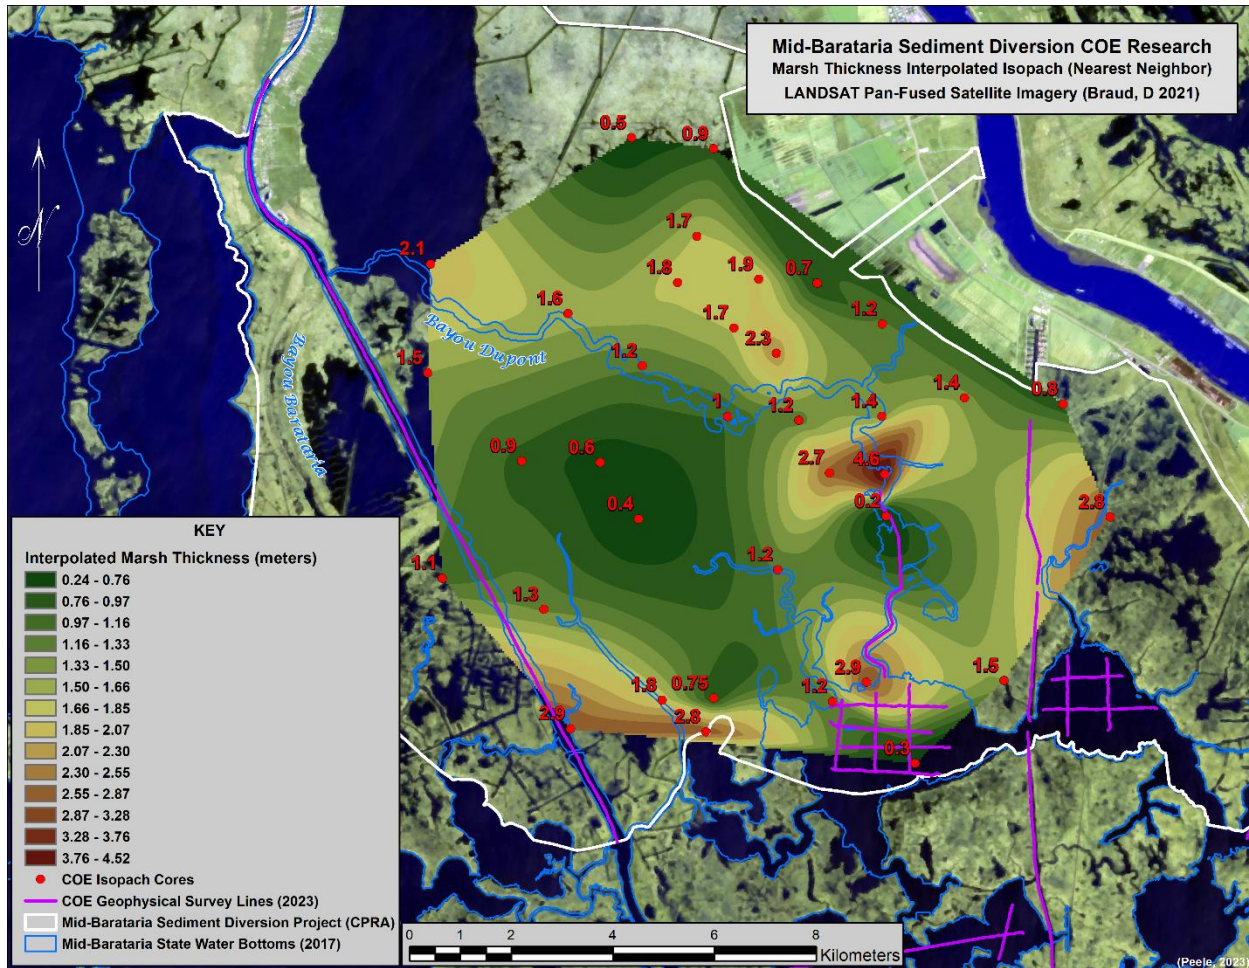 Mid-Barataria Sediment Diversion COE Research
Marsh Thickness Interpolated Isopach (Nearest Neighbor)
LANDSAT Pan-Fused Satellite Imagery (Braud, D 2021)
0.5
0.9
N
1.7
2.1
1.8
1.9
0.7
1.6
1.7
1.2
2.3
Bayou Dupont
1.2
1.5
Bayou Barataria
1.4
0.8
1
1.2
1.4
0.9
0.6
2.7
4.6
0.4
0.2
2.8
1.2
1.1
1.3
2.9
1.5
1.8
0.75
1.2
2.9
2.8
0.3
KEY
Interpolated Marsh Thickness (meters)
0.24 - 0.76
0.76 - 0.97
0.97 - 1.16
1.16 - 1.33
1.33 - 1.50
1.50 - 1.66
1.66 - 1.85
1.85 - 2.07
2.07 - 2.30
2.30 - 2.55
2.55 - 2.87
2.87 - 3.28
3.28 - 3.76
3.76 - 4.52
COE Isopach Cores
COE Geophysical Survey Lines (2023)
Mid-Barataria Sediment Diversion Project (CPRA)
Mid-Barataria State Water Bottoms (2017)
0 1 2 4 6 8
Kilometers
(Peele, 2023)